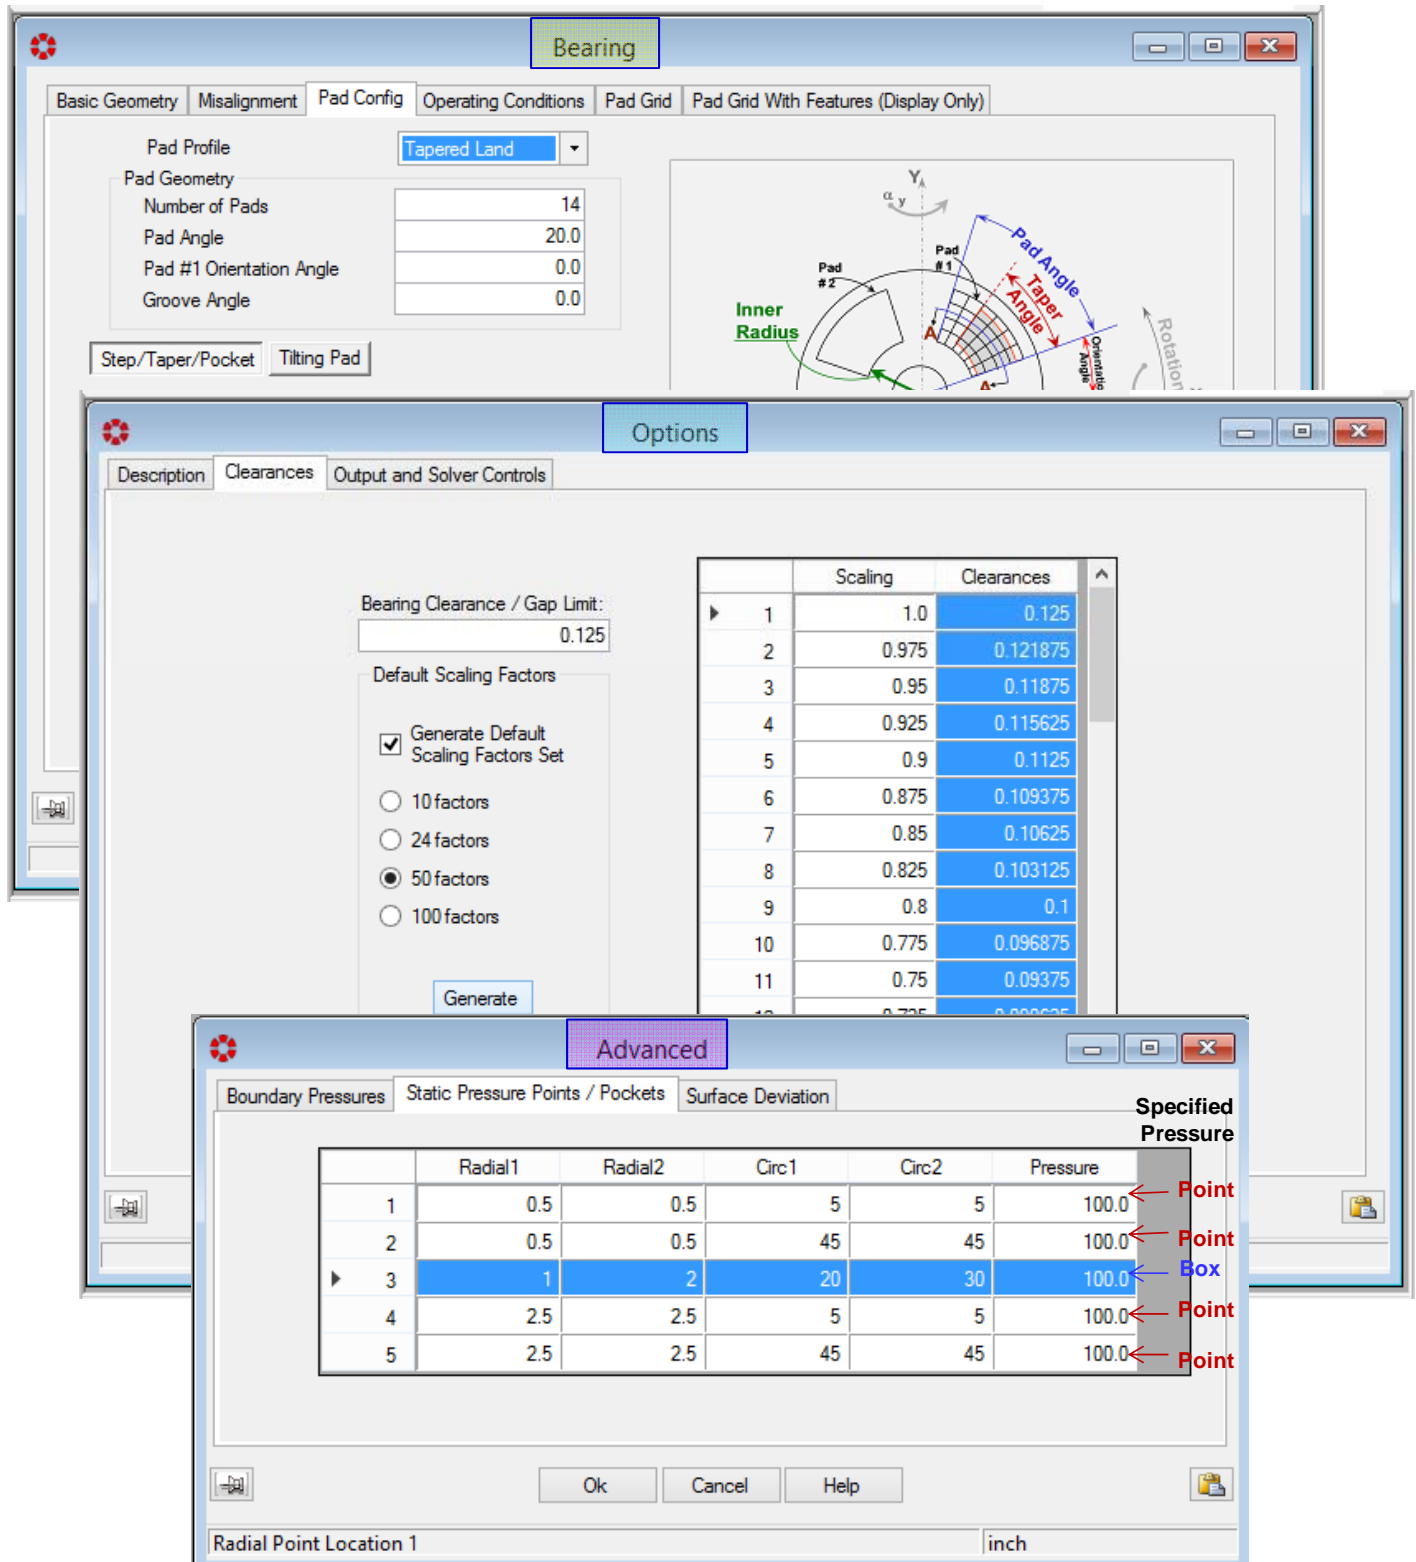 Bearing
Basic Geometry Misalignment Pad Config Operating Conditions Pad Grid Pad Grid With Features (Display Only)
Pad Profile Tapered Land
Pad Geometry
Number of Pads 14
Pad Angle 20.0
Pad #1 Orientation Angle 0.0
Groove Angle 0.0
Step/Taper/Pocket Tilting Pad
Y
α y
Pad
#1
Pad
#2
Pad Angle
Taper
Angle
Inner
Radius
A
A
Angle
Rotation
Options
Description Clearances Output and Solver Controls
Bearing Clearance / Gap Limit:
0.125
Default Scaling Factors
Generate Default
Scaling Factors Set
10 factors
24 factors
50 factors
100 factors
Generate
Scaling Clearances
1 1.0 0.125
2 0.975 0.121875
3 0.95 0.11875
4 0.925 0.115625
5 0.9 0.1125
6 0.875 0.109375
7 0.85 0.10625
8 0.825 0.103125
9 0.8 0.1
10 0.775 0.096875
11 0.75 0.09375
Advanced
Boundary Pressures Static Pressure Points / Pockets Surface Deviation
Specified
Pressure
Radial1 Radial2 Circ1 Circ2 Pressure
1 0.5 0.5 5 5 100.0 Point
2 0.5 0.5 45 45 100.0 Point
3 1 2 20 30 100.0 Box
4 2.5 2.5 5 5 100.0 Point
5 2.5 2.5 45 45 100.0 Point
Ok Cancel Help
Radial Point Location 1 inch